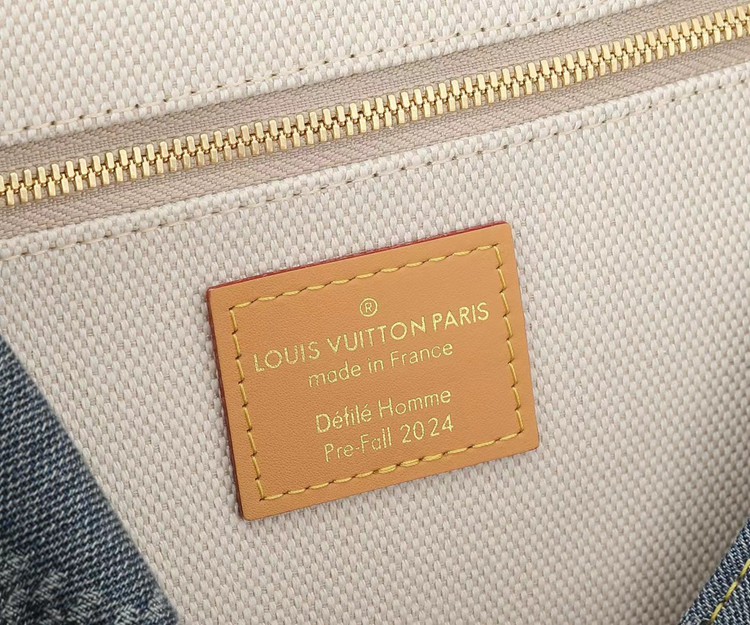 ®
LOUIS VUITTON PARIS
made in France
Défilé Homme
Pre-Fall 2024